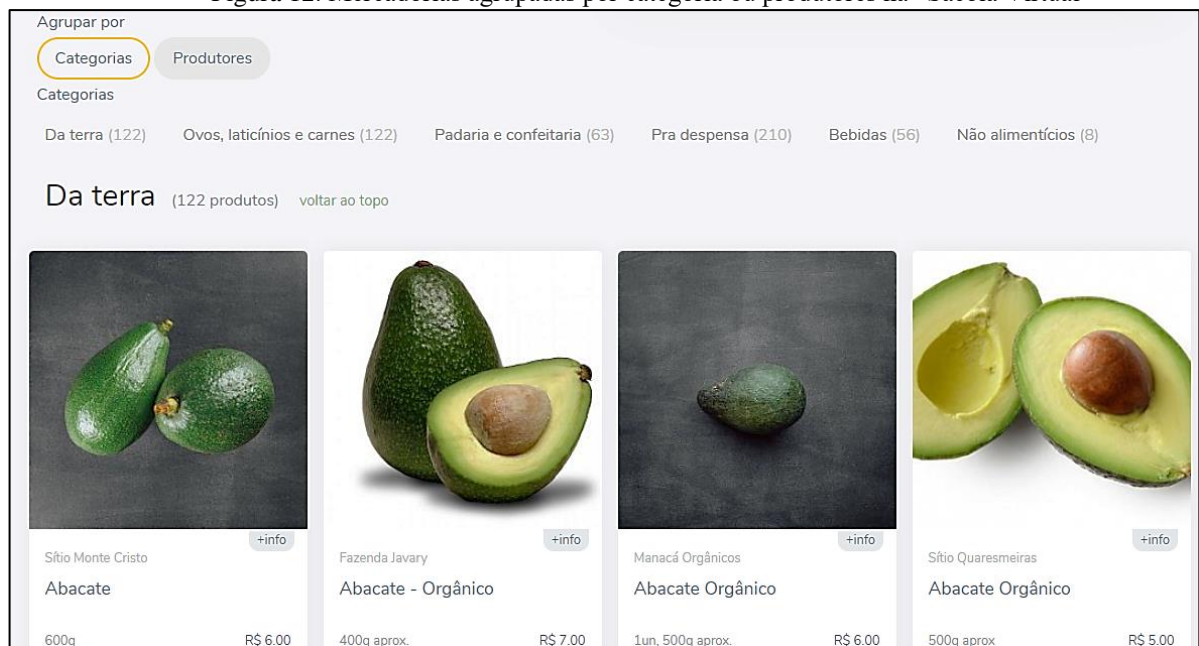 Agrupar por
Categorias Produtores
Categorias
Da terra (122) Ovos, laticínios e carnes (122) Padaria e confeitaria (63) Pra despensa (210) Bebidas (56) Não alimentícios (8)
Da terra (122 produtos) voltar ao topo
+info +info +info +info
Sítio Monte Cristo Fazenda Javary Manacá Orgânicos Sítio Quaresmeiras
Abacate Abacate - Orgânico Abacate Orgânico Abacate Orgânico
600g R$ 6.00 400g aprox. R$ 7.00 1un, 500g aprox. R$ 6.00 500g aprox R$ 5.00